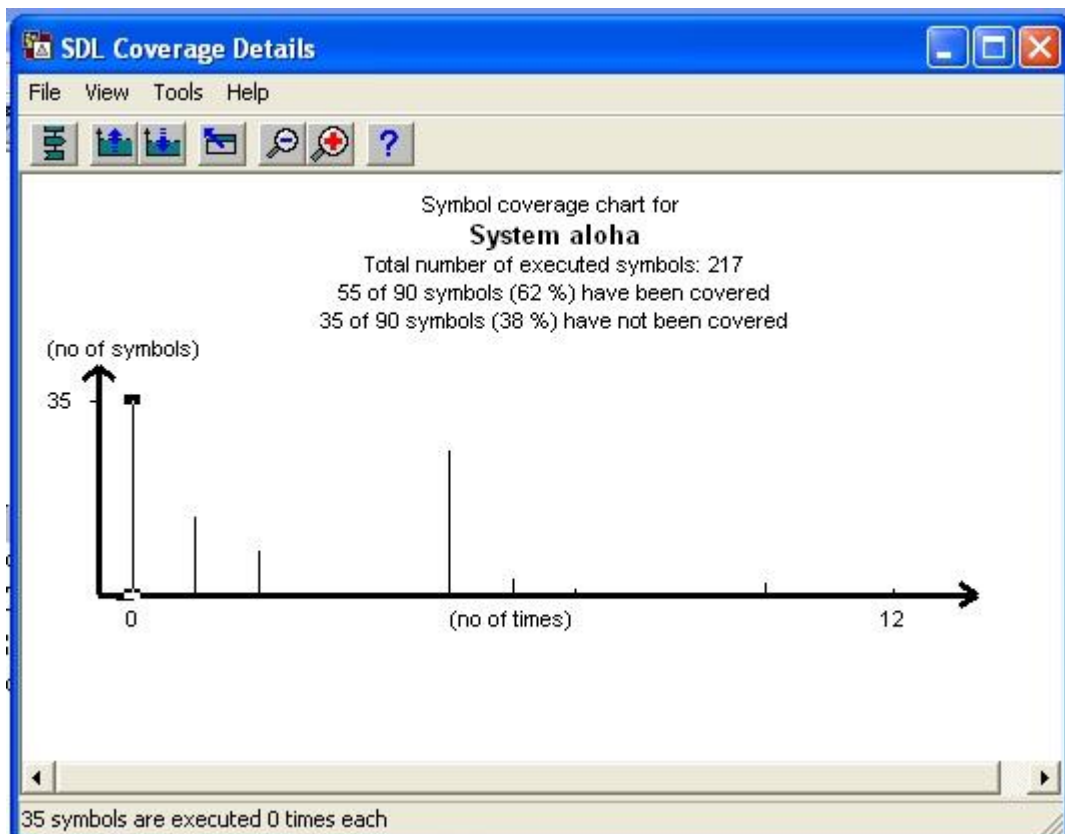 SDL Coverage Details
File View Tools Help
?
Symbol coverage chart for
System aloha
Total number of executed symbols: 217
55 of 90 symbols (62 %) have been covered
35 of 90 symbols (38 %) have not been covered
(no of symbols)
35
0 (no of times) 12
35 symbols are executed 0 times each